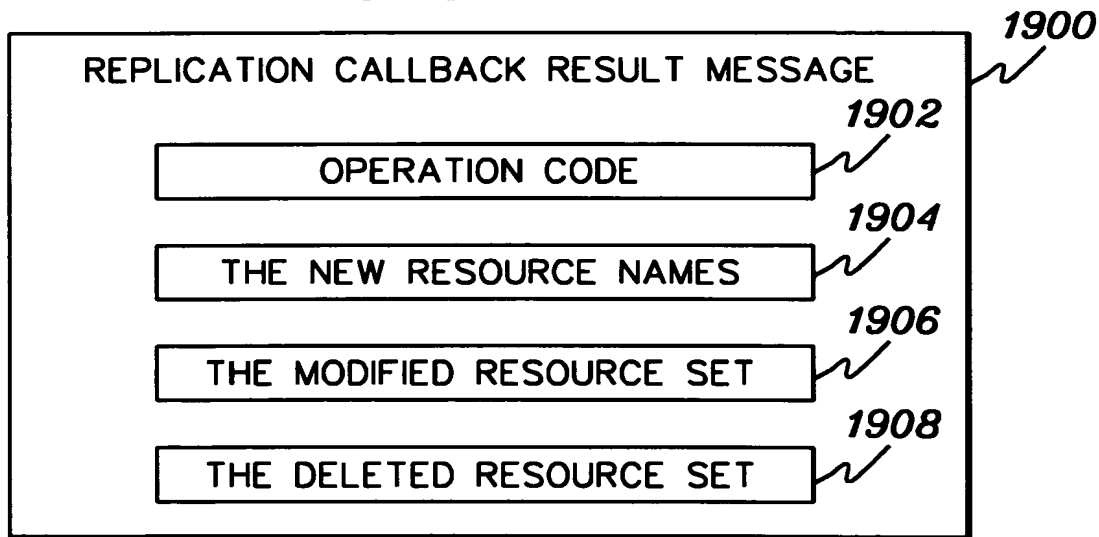 1900
REPLICATION CALLBACK RESULT MESSAGE
1902
OPERATION CODE
1904
THE NEW RESOURCE NAMES
1906
THE MODIFIED RESOURCE SET
1908
THE DELETED RESOURCE SET